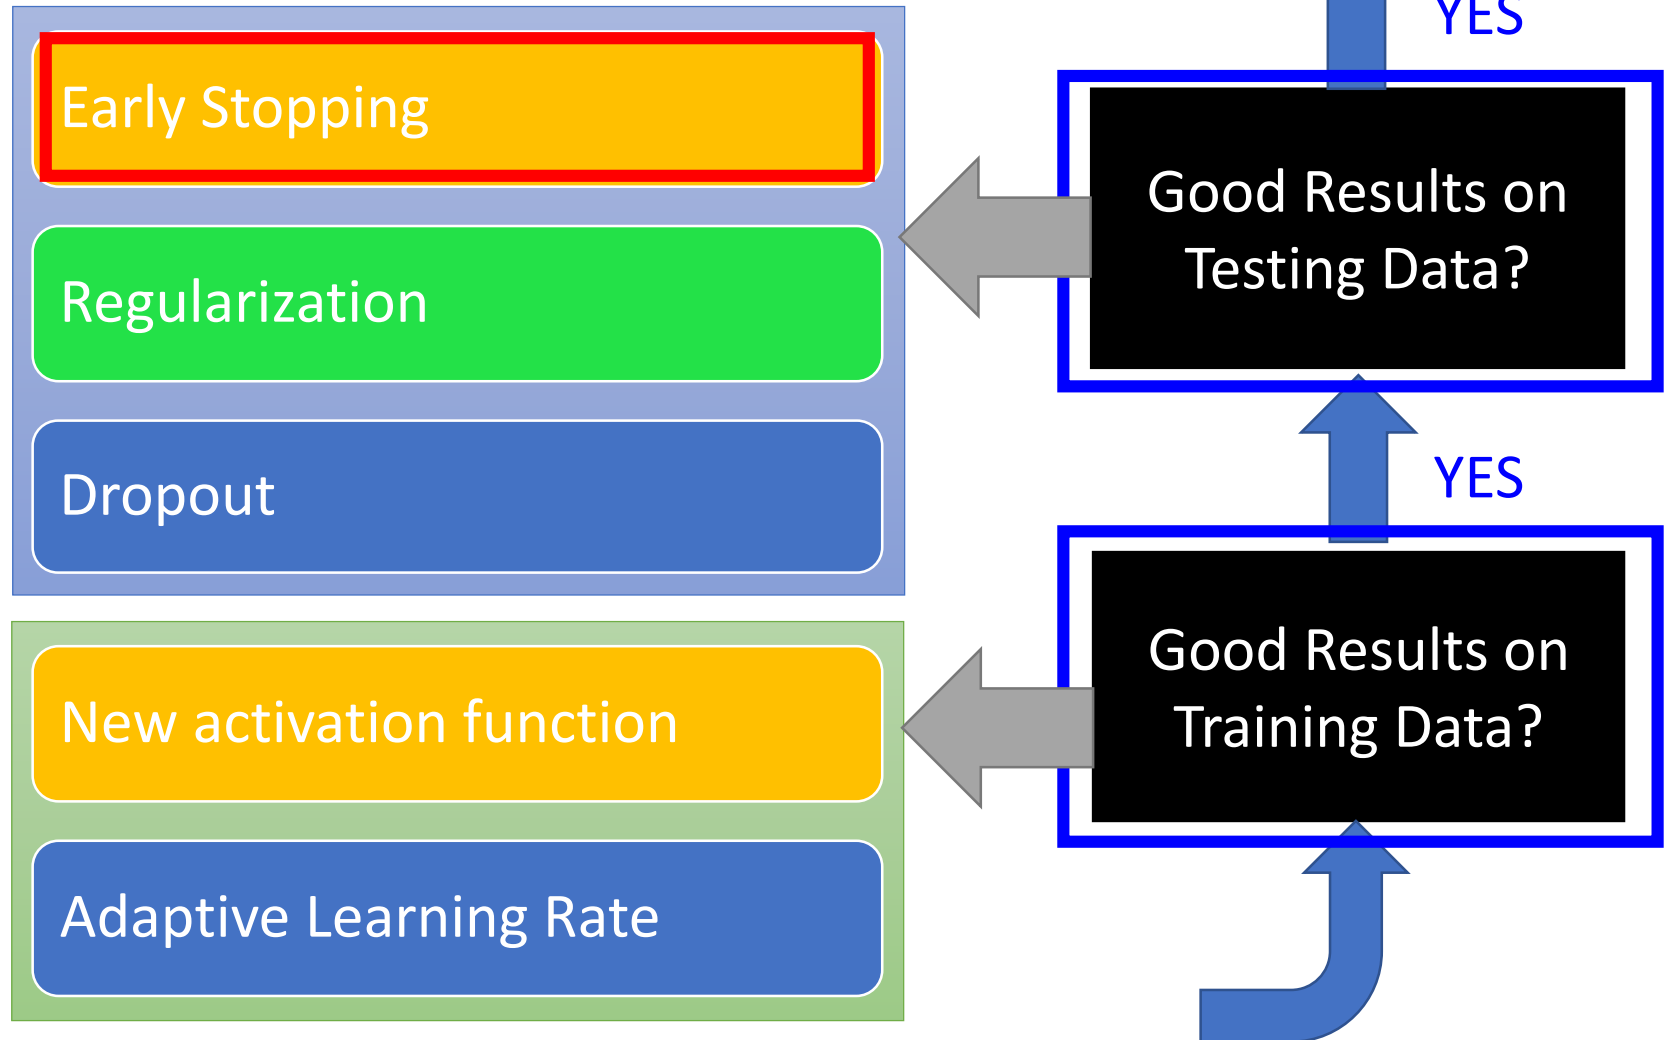 YES
Early Stopping
Good Results on
Testing Data?
Regularization
Dropout
YES
Good Results on
Training Data?
New activation function
Adaptive Learning Rate